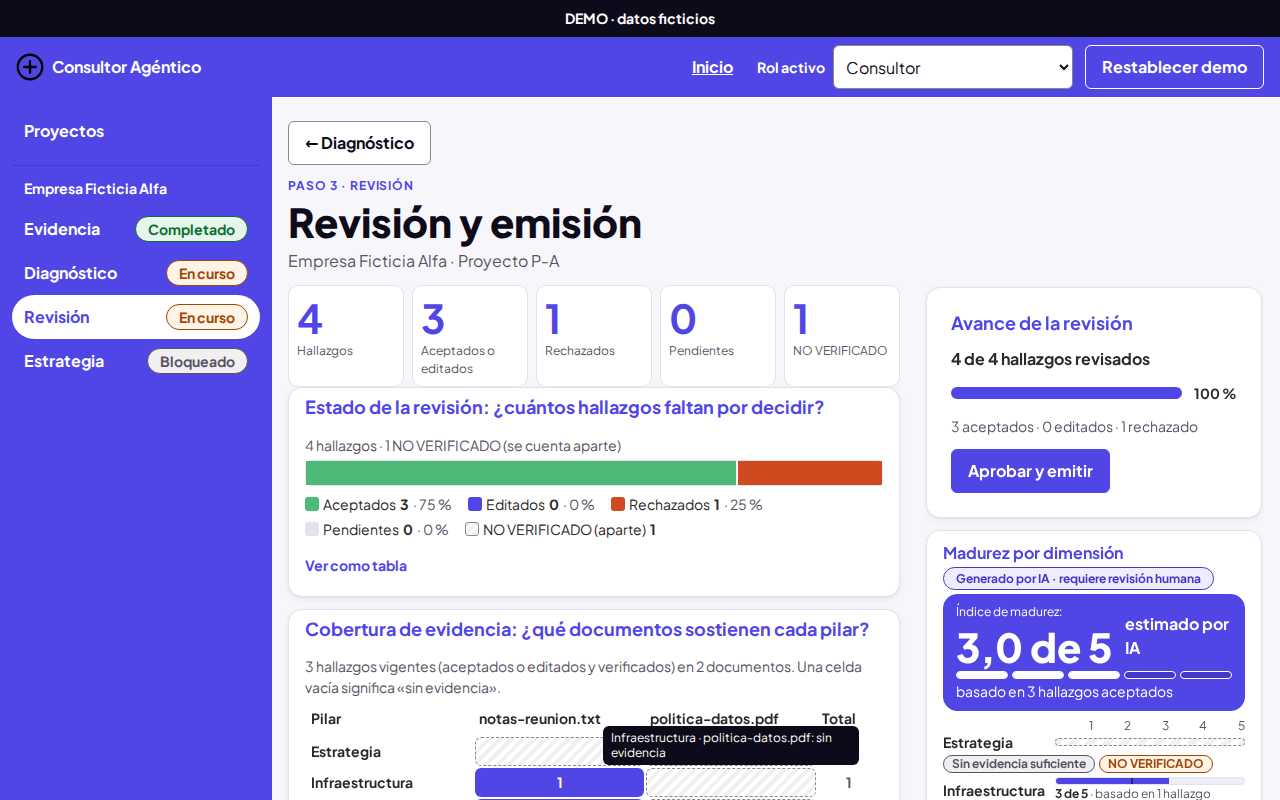 DEMO · datos ficticios
Consultor Agéntico
Inicio
Rol activo
Consultor
Restablecer demo
Proyectos
Empresa Ficticia Alfa
Evidencia Completado
Diagnóstico En curso
Revisión En curso
Estrategia Bloqueado
← Diagnóstico
PASO 3 · REVISIÓN
Revisión y emisión
Empresa Ficticia Alfa · Proyecto P-A
4
Hallazgos
3
Aceptados o
editados
1
Rechazados
0
Pendientes
1
NO VERIFICADO
Estado de la revisión: ¿cuántos hallazgos faltan por decidir?
4 hallazgos · 1 NO VERIFICADO (se cuenta aparte)
Aceptados 3 · 75 % Editados 0 · 0 % Rechazados 1 · 25 %
Pendientes 0 · 0 % NO VERIFICADO (aparte) 1
Ver como tabla
Cobertura de evidencia: ¿qué documentos sostienen cada pilar?
3 hallazgos vigentes (aceptados o editados y verificados) en 2 documentos. Una celda
vacía significa «sin evidencia».
Pilar notas-reunion.txt politica-datos.pdf Total
Infraestructura · politica-datos.pdf: sin
evidencia
Estrategia
Infraestructura 1 1
Avance de la revisión
4 de 4 hallazgos revisados
100 %
3 aceptados · 0 editados · 1 rechazado
Aprobar y emitir
Madurez por dimensión
Generado por IA · requiere revisión humana
Índice de madurez:
3,0 de 5 estimado por
IA
basado en 3 hallazgos aceptados
1 2 3 4 5
Estrategia
Sin evidencia suficiente NO VERIFICADO
Infraestructura 3 de 5 · basado en 1 hallazgo